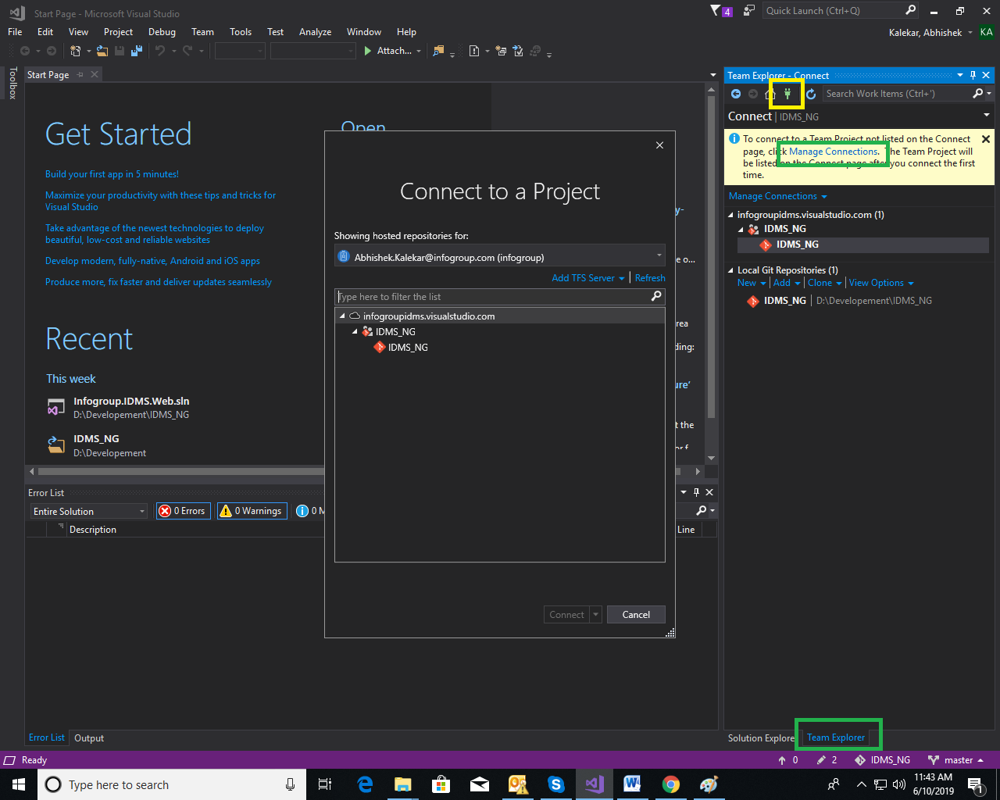 Start Page - Microsoft Visual Studio
4
Quick Launch (Ctrl+Q)
File Edit View Project Debug Team Tools Test Analyze Window Help
Kalekar, Abhishek KA
Attach...
Toolbox
Start Page
Get Started
Build your first app in 5 minutes!
Maximize your productivity with these tips and tricks for
Visual Studio
Take advantage of the newest technologies to deploy
beautiful, low-cost and reliable websites
Develop modern, fully-native, Android and iOS apps
Produce more, fix faster and deliver updates seamlessly
Recent
This week
Infogroup.IDMS.Web.sln
D:\Developement\IDMS_NG
IDMS_NG
D:\Developement
Open
Connect to a Project
Showing hosted repositories for:
Abhishek.Kalekar@infogroup.com (infogroup)
Add TFS Server Refresh
Type here to filter the list
infogroupidms.visualstudio.com
IDMS_NG
IDMS_NG
Connect Cancel
Team Explorer - Connect
Search Work Items (Ctrl+')
Connect | IDMS_NG
To connect to a Team Project not listed on the Connect
page, click Manage Connections. The Team Project will
be listed on the Connect page after you connect the first
time.
Manage Connections
infogroupidms.visualstudio.com (1)
IDMS_NG
IDMS_NG
Local Git Repositories (1)
New Add Clone View Options
IDMS_NG D:\Developement\IDMS_NG
Error List
Entire Solution 0 Errors 0 Warnings 0 M
Description Line
Error List Output
Solution Explore Team Explorer
Ready 0 2 IDMS_NG master
Type here to search
11:43 AM
6/10/2019
1